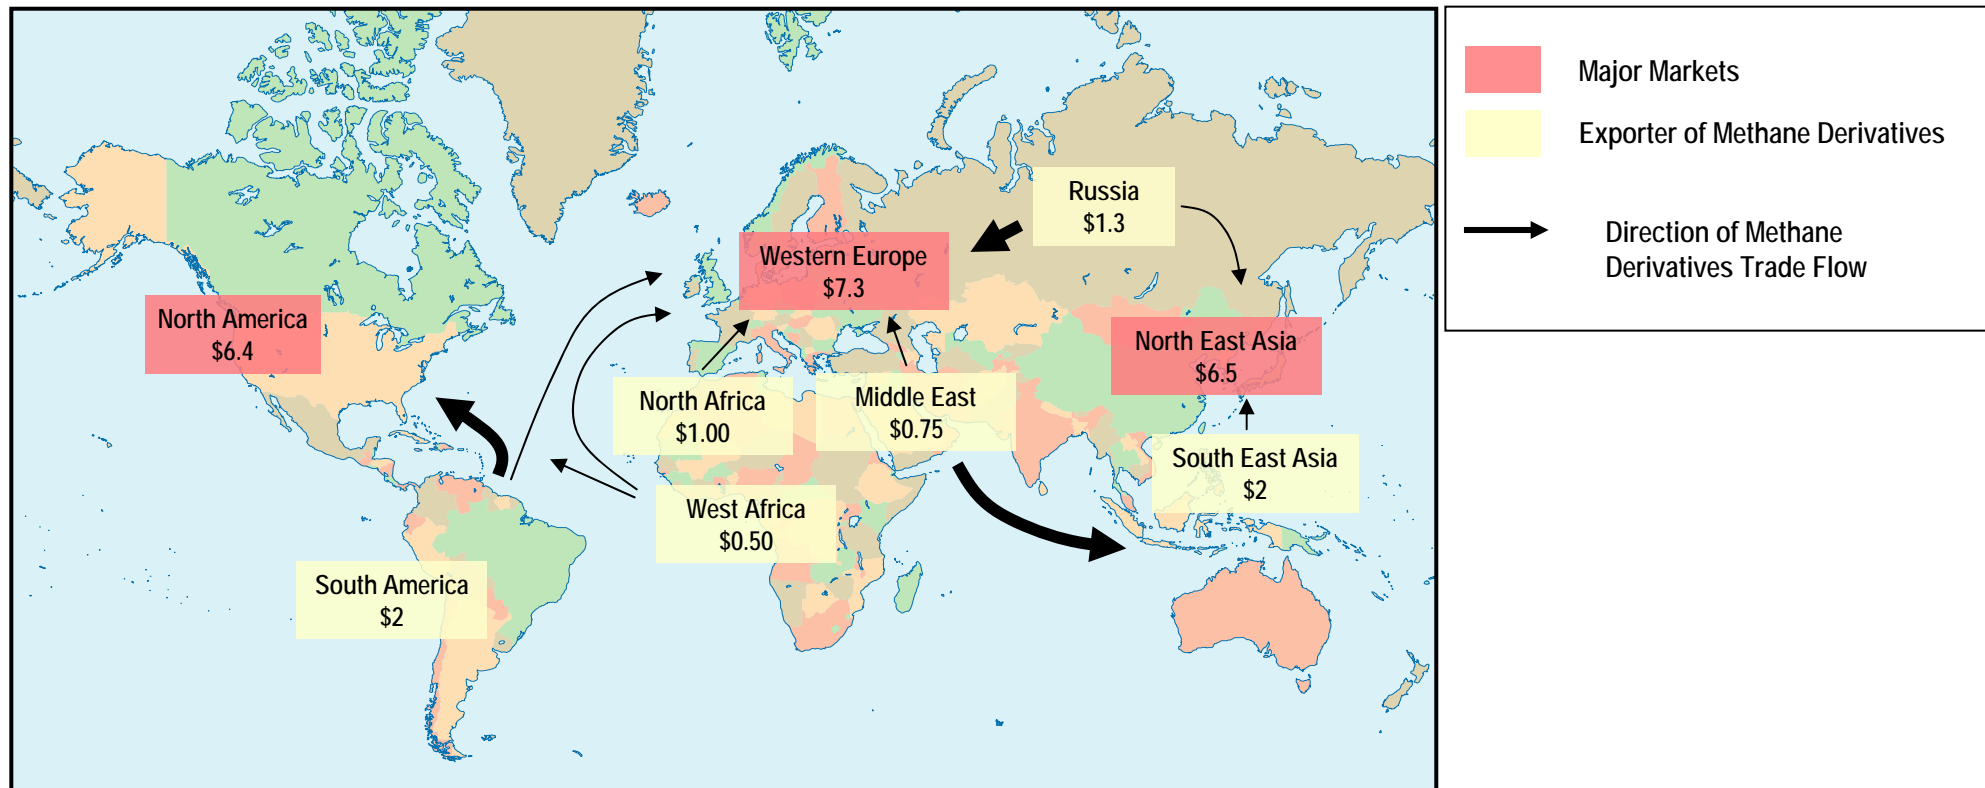 Major Markets
Exporter of Methane Derivatives
Direction of Methane
Derivatives Trade Flow
Russia
$1.3
Western Europe
$7.3
North America
$6.4
North East Asia
$6.5
North Africa
$1.00
Middle East
$0.75
South East Asia
$2
West Africa
$0.50
South America
$2